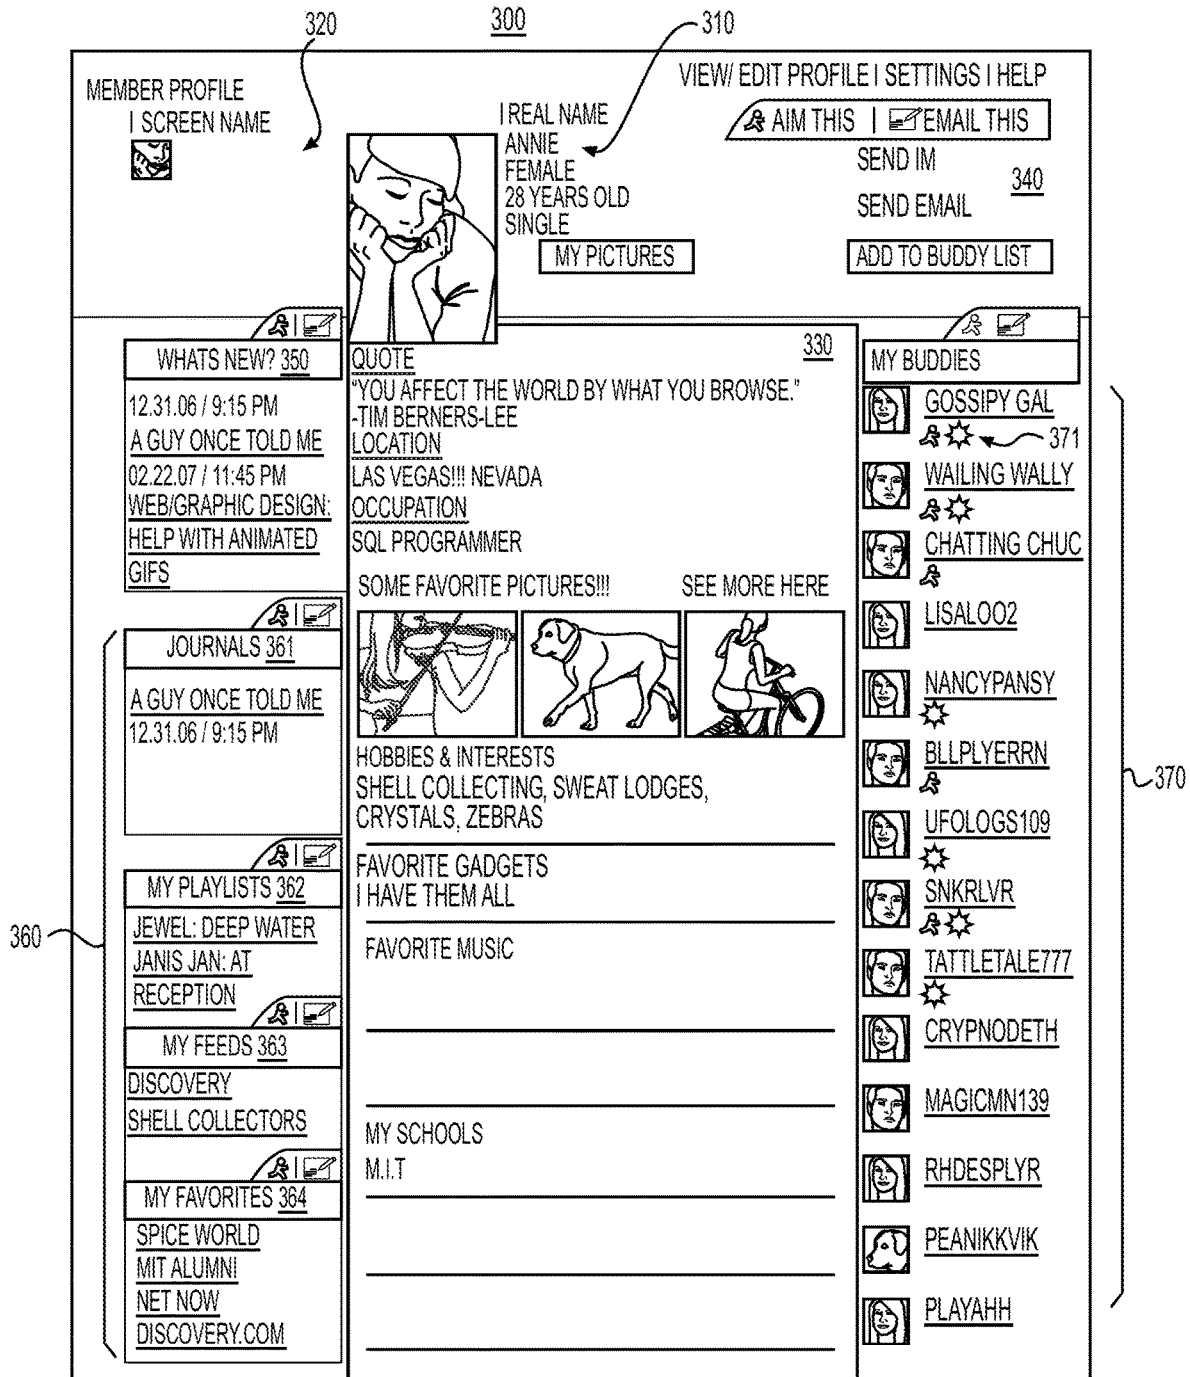 300
320
310
MEMBER PROFILE
| SCREEN NAME
VIEW/ EDIT PROFILE | SETTINGS | HELP
| REAL NAME
ANNIE
FEMALE
28 YEARS OLD
SINGLE
MY PICTURES
AIM THIS | EMAIL THIS
SEND IM
340
SEND EMAIL
ADD TO BUDDY LIST
WHATS NEW? 350
12.31.06 / 9:15 PM
A GUY ONCE TOLD ME
02.22.07 / 11:45 PM
WEB/GRAPHIC DESIGN:
HELP WITH ANIMATED
GIFS
360
JOURNALS 361
A GUY ONCE TOLD ME
12.31.06 / 9:15 PM
MY PLAYLISTS 362
JEWEL: DEEP WATER
JANIS JAN: AT
RECEPTION
MY FEEDS 363
DISCOVERY
SHELL COLLECTORS
MY FAVORITES 364
SPICE WORLD
MIT ALUMNI
NET NOW
DISCOVERY.COM
330
QUOTE
"YOU AFFECT THE WORLD BY WHAT YOU BROWSE."
-TIM BERNERS-LEE
LOCATION
LAS VEGAS!!! NEVADA
OCCUPATION
SQL PROGRAMMER
SOME FAVORITE PICTURES!!! SEE MORE HERE
HOBBIES & INTERESTS
SHELL COLLECTING, SWEAT LODGES,
CRYSTALS, ZEBRAS
FAVORITE GADGETS
I HAVE THEM ALL
FAVORITE MUSIC
MY SCHOOLS
M.I.T
MY BUDDIES
GOSSIPY GAL
371
WAILING WALLY
CHATTING CHUC
LISALOO2
NANCYPANSY
BLLPLYERRN
370
UFOLOGS109
SNKRLVR
TATTLETALE777
CRYPNODETH
MAGICMN139
RHDESPLYR
PEANIKKVIK
PLAYAHH